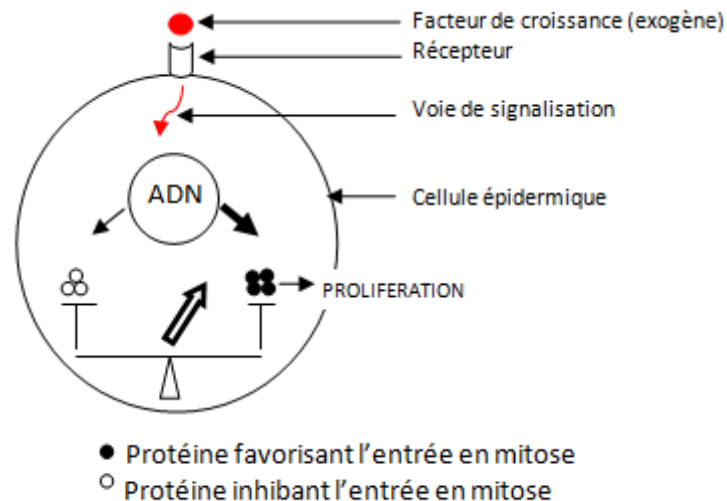 Facteur de croissance (exogène)
Récepteur
Voie de signalisation
ADN
Cellule épidermique
PROLIFERATION
Protéine favorisant l'entrée en mitose
Protéine inhibant l'entrée en mitose